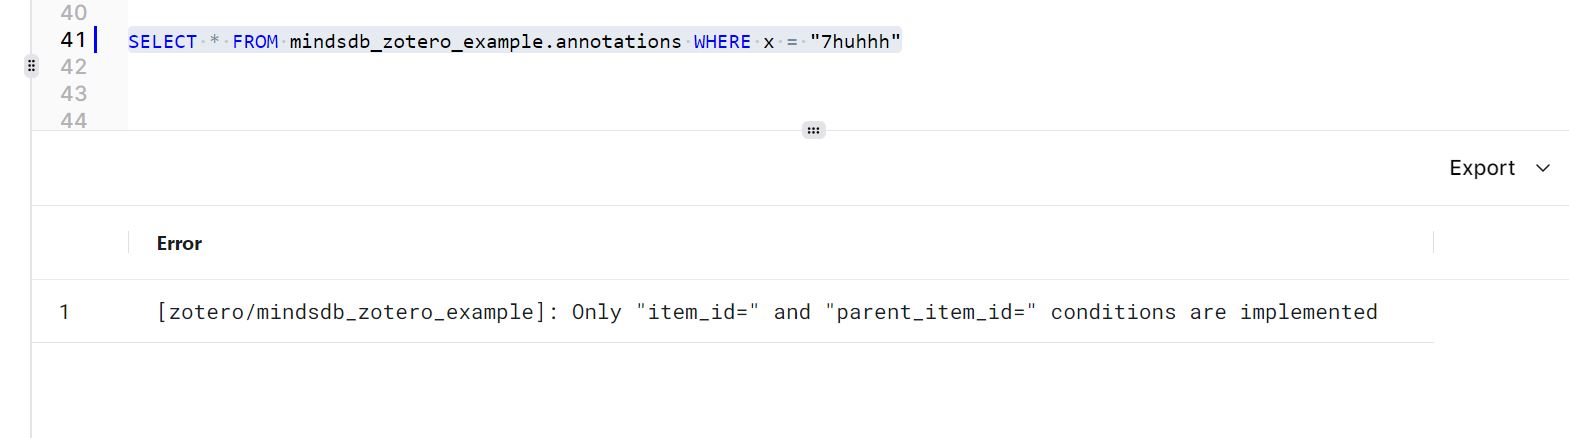 40
41 SELECT * FROM mindsdb_zotero_example.annotations WHERE x = "7huhhh"
42
43
44
Export
Error
1 [zotero/mindsdb_zotero_example]: Only "item_id=" and "parent_item_id=" conditions are implemented